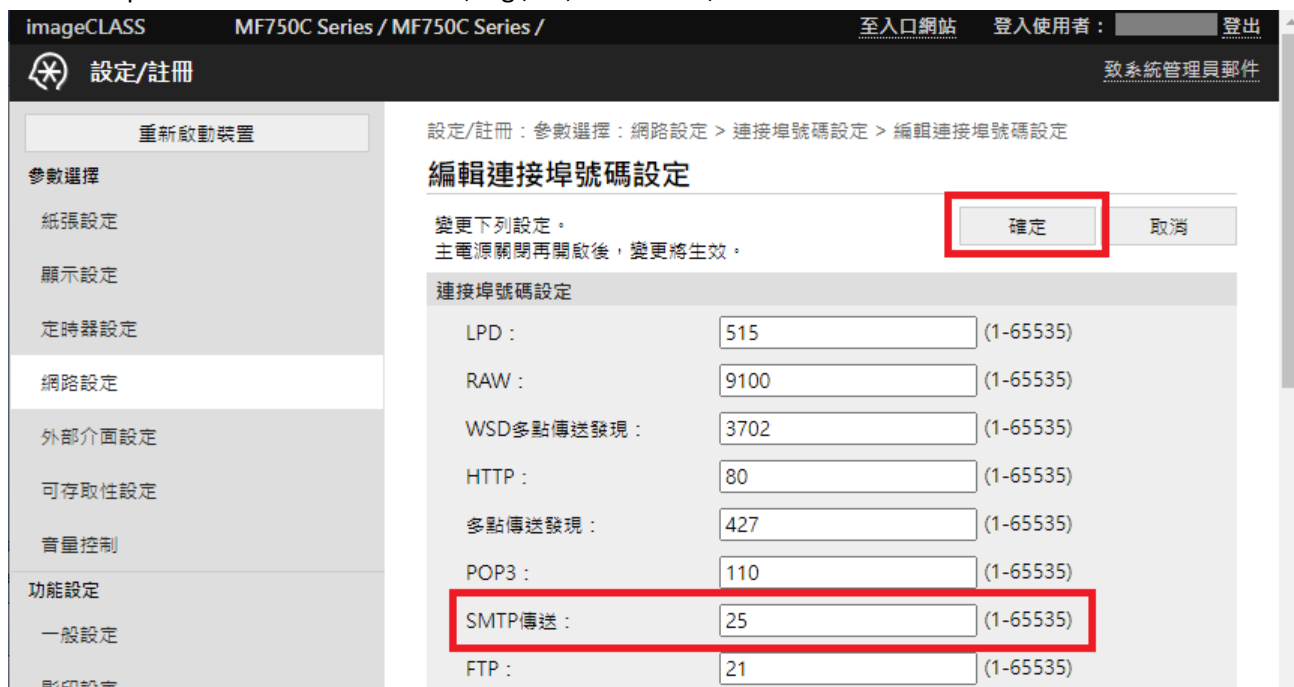 imageCLASS MF750C Series / MF750C Series / 至入口網站 登入使用者： 登出
設定/註冊 致系統管理員郵件
重新啟動裝置
參數選擇
紙張設定
顯示設定
定時器設定
網路設定
外部介面設定
可存取性設定
音量控制
功能設定
一般設定
設定/註冊：參數選擇：網路設定 > 連接埠號碼設定 > 編輯連接埠號碼設定
編輯連接埠號碼設定
變更下列設定。
主電源關閉再開啟後，變更將生效。
確定 取消
連接埠號碼設定
LPD： 515 (1-65535)
RAW： 9100 (1-65535)
WSD多點傳送發現： 3702 (1-65535)
HTTP： 80 (1-65535)
多點傳送發現： 427 (1-65535)
POP3： 110 (1-65535)
SMTP傳送： 25 (1-65535)
FTP： 21 (1-65535)